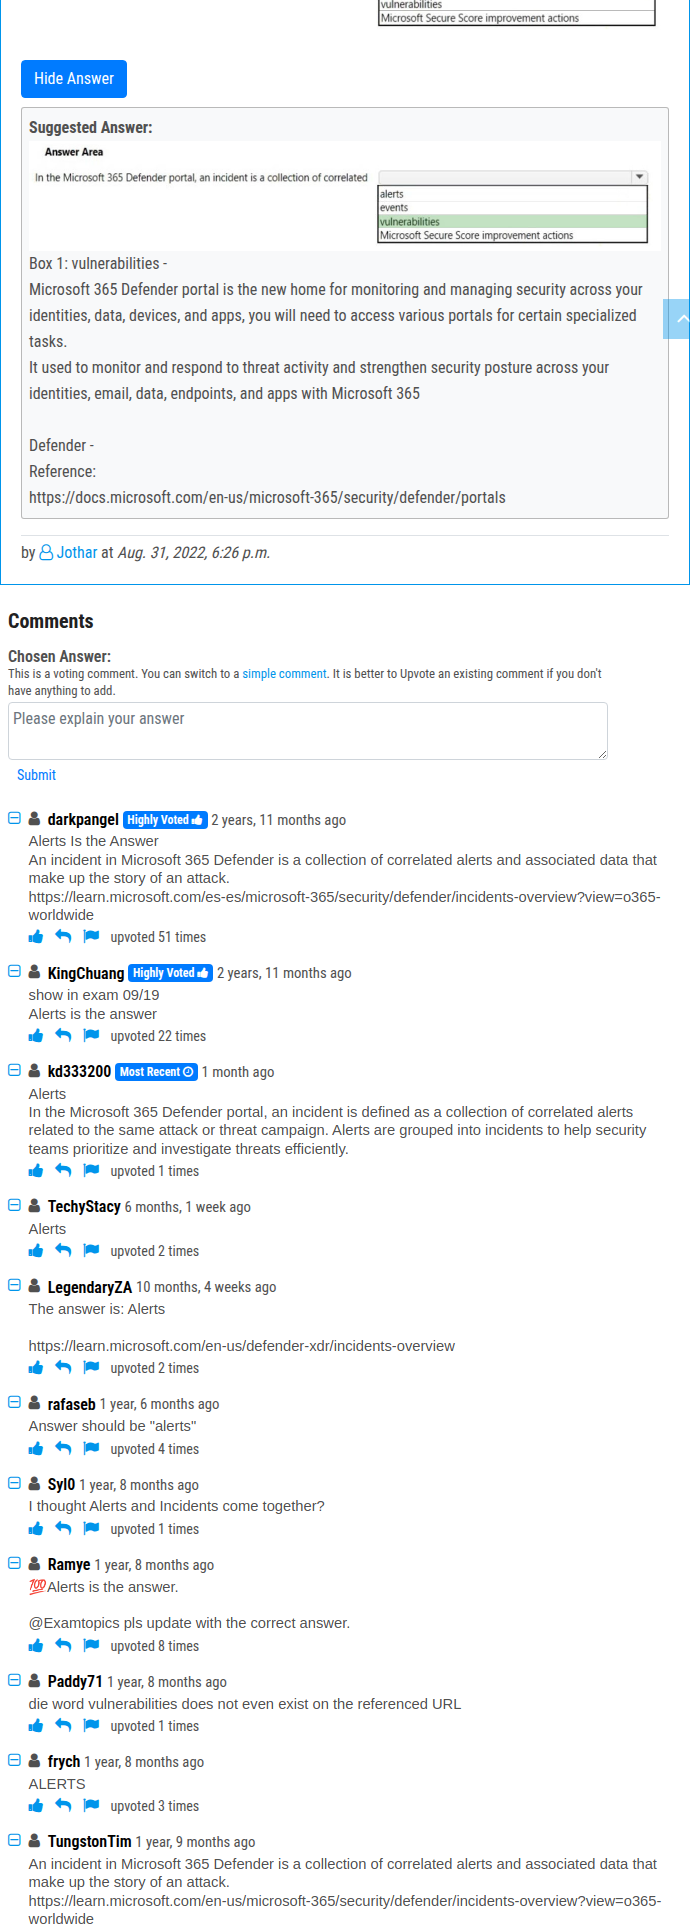 vulnerabilities
Microsoft Secure Score improvement actions
Hide Answer
Suggested Answer:
Answer Area
In the Microsoft 365 Defender portal, an incident is a collection of correlated
alerts
events
vulnerabilities
Microsoft Secure Score improvement actions
Box 1: vulnerabilities -
Microsoft 365 Defender portal is the new home for monitoring and managing security across your
identities, data, devices, and apps, you will need to access various portals for certain specialized
tasks.
It used to monitor and respond to threat activity and strengthen security posture across your
identities, email, data, endpoints, and apps with Microsoft 365
Defender -
Reference:
https://docs.microsoft.com/en-us/microsoft-365/security/defender/portals
by Jothar at Aug. 31, 2022, 6:26 p.m.
Comments
Chosen Answer:
This is a voting comment. You can switch to a simple comment. It is better to Upvote an existing comment if you don't
have anything to add.
Please explain your answer
Submit
darkpangel Highly Voted 2 years, 11 months ago
Alerts Is the Answer
An incident in Microsoft 365 Defender is a collection of correlated alerts and associated data that
make up the story of an attack.
https://learn.microsoft.com/es-es/microsoft-365/security/defender/incidents-overview?view=o365-
worldwide
upvoted 51 times
KingChuang Highly Voted 2 years, 11 months ago
show in exam 09/19
Alerts is the answer
upvoted 22 times
kd333200 Most Recent 1 month ago
Alerts
In the Microsoft 365 Defender portal, an incident is defined as a collection of correlated alerts
related to the same attack or threat campaign. Alerts are grouped into incidents to help security
teams prioritize and investigate threats efficiently.
upvoted 1 times
TechyStacy 6 months, 1 week ago
Alerts
upvoted 2 times
LegendaryZA 10 months, 4 weeks ago
The answer is: Alerts
https://learn.microsoft.com/en-us/defender-xdr/incidents-overview
upvoted 2 times
rafaseb 1 year, 6 months ago
Answer should be "alerts"
upvoted 4 times
Syl0 1 year, 8 months ago
I thought Alerts and Incidents come together?
upvoted 1 times
Ramye 1 year, 8 months ago
💯Alerts is the answer.
@Examtopics pls update with the correct answer.
upvoted 8 times
Paddy71 1 year, 8 months ago
die word vulnerabilities does not even exist on the referenced URL
upvoted 1 times
frych 1 year, 8 months ago
ALERTS
upvoted 3 times
TungstonTim 1 year, 9 months ago
An incident in Microsoft 365 Defender is a collection of correlated alerts and associated data that
make up the story of an attack.
https://learn.microsoft.com/en-us/microsoft-365/security/defender/incidents-overview?view=o365-
worldwide